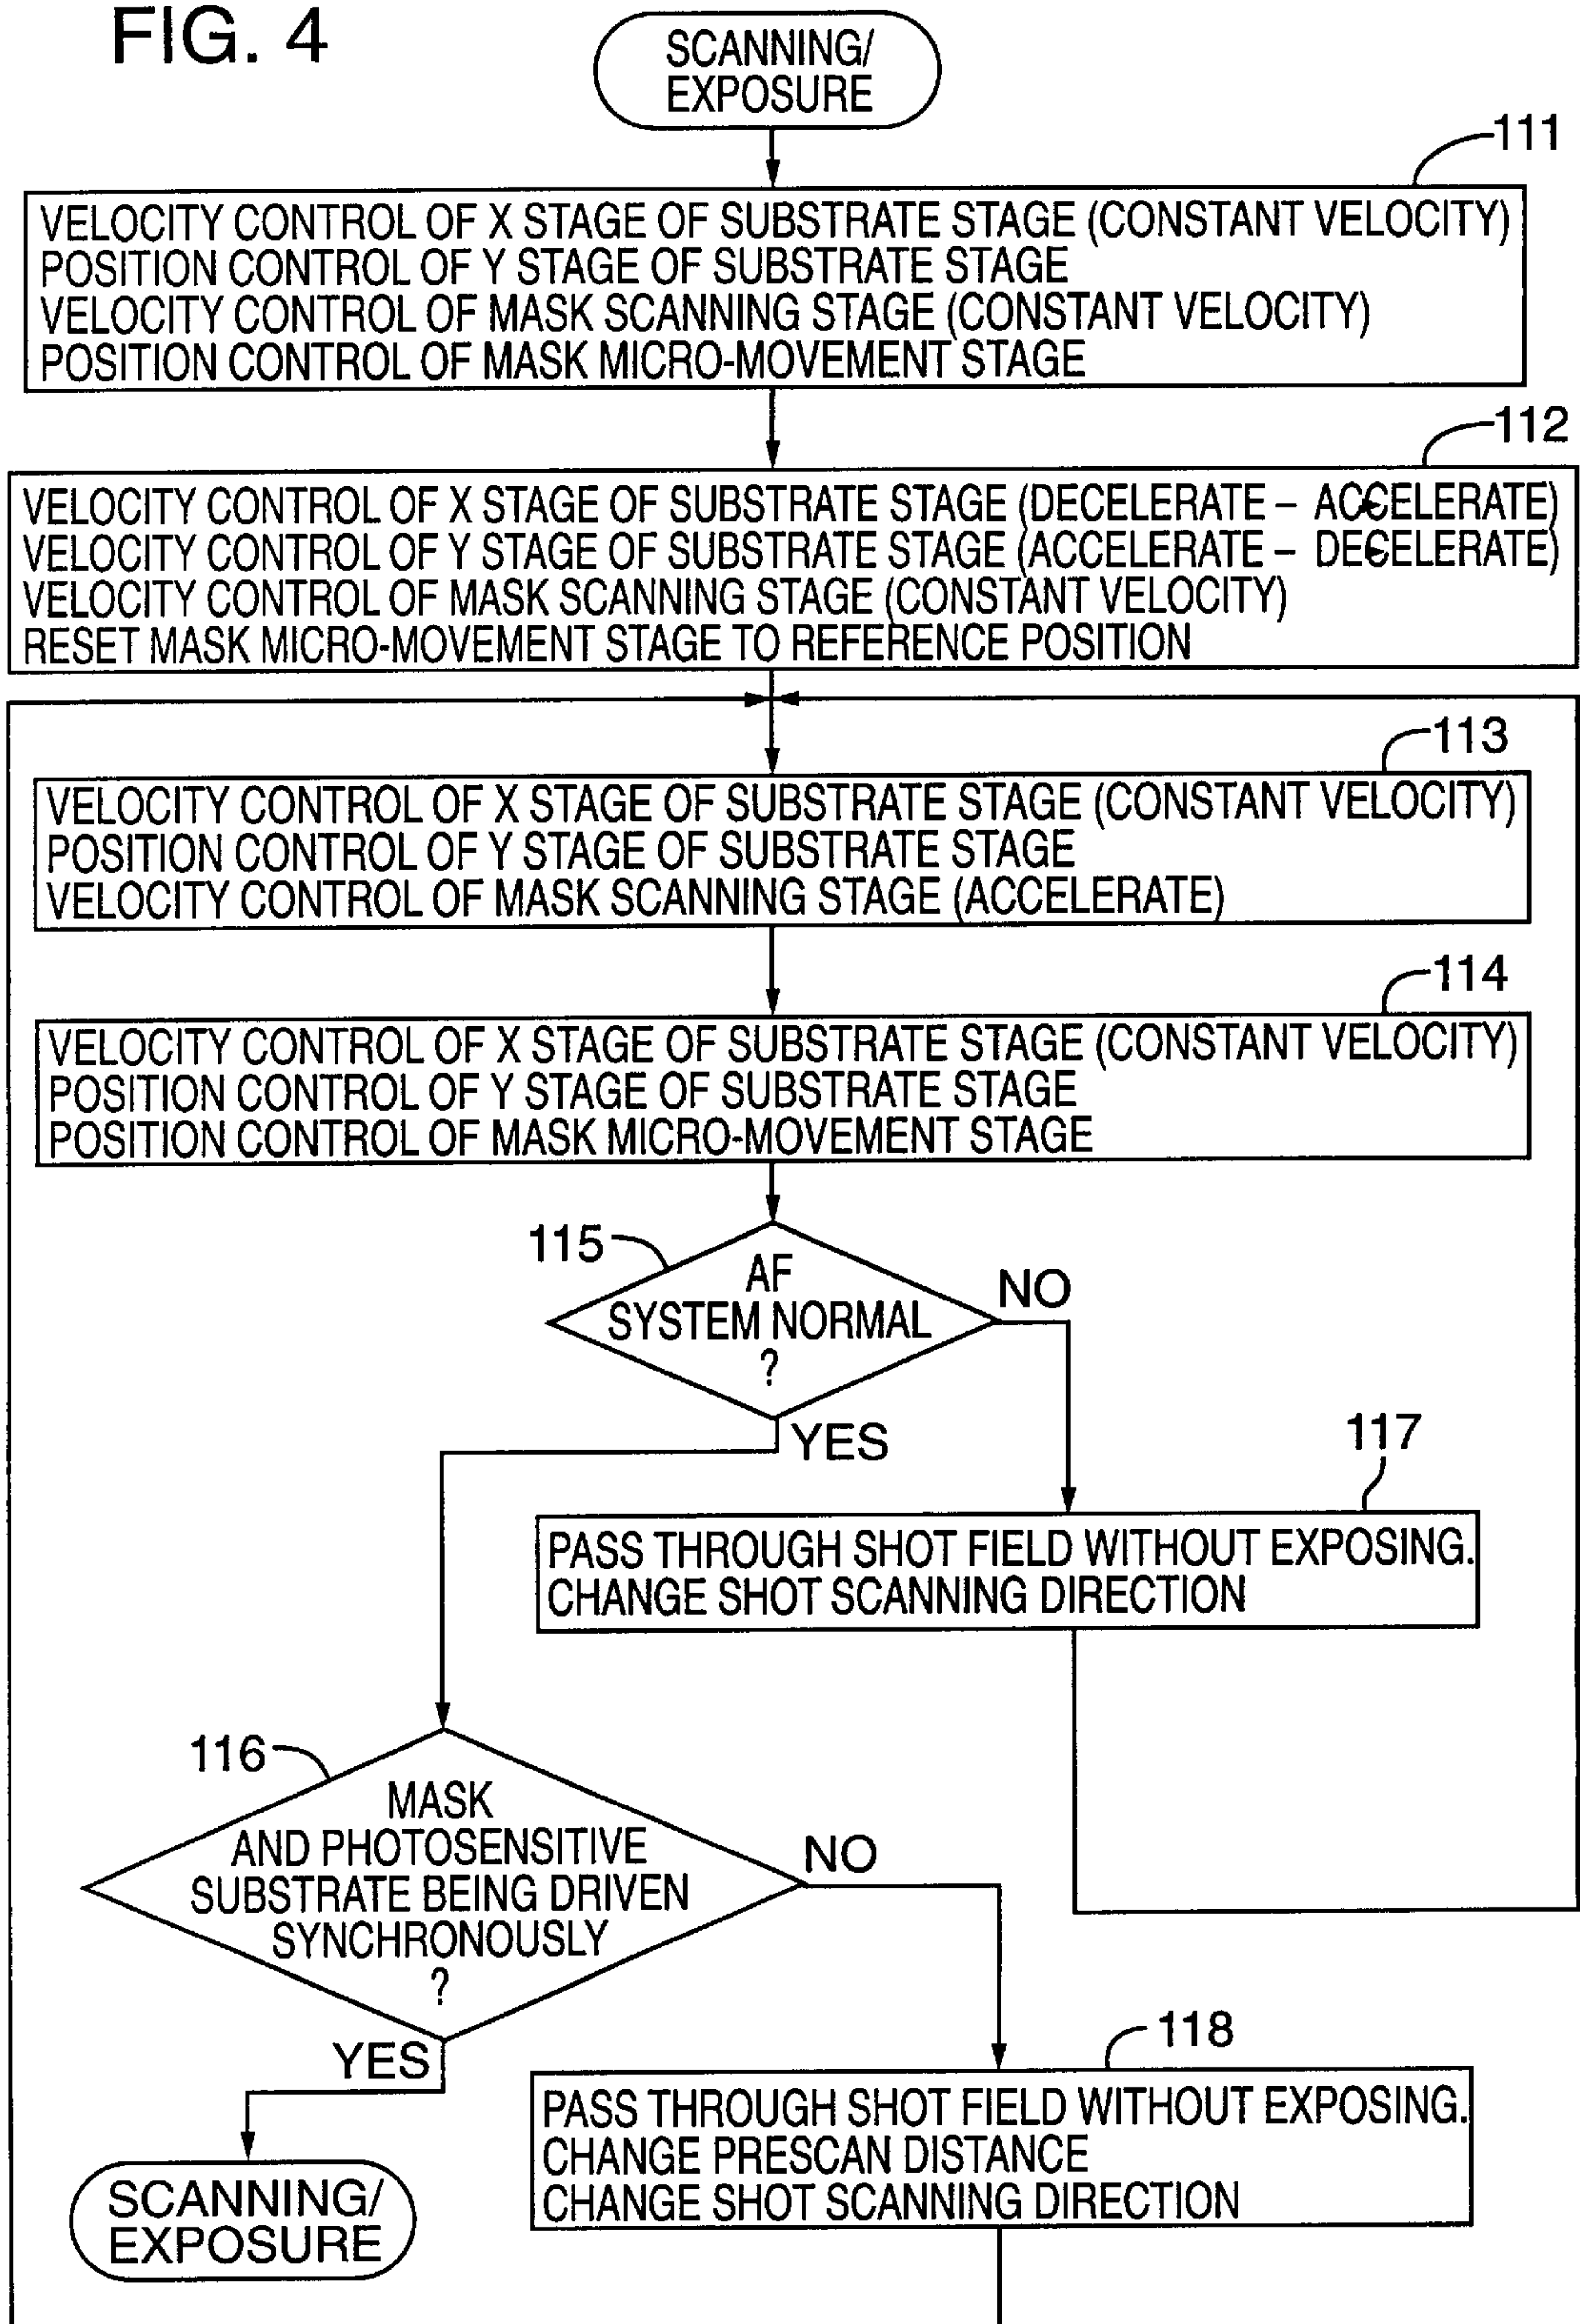 FIG. 4
SCANNING/
EXPOSURE
111
VELOCITY CONTROL OF X STAGE OF SUBSTRATE STAGE (CONSTANT VELOCITY)
POSITION CONTROL OF Y STAGE OF SUBSTRATE STAGE
VELOCITY CONTROL OF MASK SCANNING STAGE (CONSTANT VELOCITY)
POSITION CONTROL OF MASK MICRO-MOVEMENT STAGE
112
VELOCITY CONTROL OF X STAGE OF SUBSTRATE STAGE (DECELERATE – ACCELERATE)
VELOCITY CONTROL OF Y STAGE OF SUBSTRATE STAGE (ACCELERATE – DECELERATE)
VELOCITY CONTROL OF MASK SCANNING STAGE (CONSTANT VELOCITY)
RESET MASK MICRO-MOVEMENT STAGE TO REFERENCE POSITION
113
VELOCITY CONTROL OF X STAGE OF SUBSTRATE STAGE (CONSTANT VELOCITY)
POSITION CONTROL OF Y STAGE OF SUBSTRATE STAGE
VELOCITY CONTROL OF MASK SCANNING STAGE (ACCELERATE)
114
VELOCITY CONTROL OF X STAGE OF SUBSTRATE STAGE (CONSTANT VELOCITY)
POSITION CONTROL OF Y STAGE OF SUBSTRATE STAGE
POSITION CONTROL OF MASK MICRO-MOVEMENT STAGE
115
AF
SYSTEM NORMAL
?
NO
YES
117
PASS THROUGH SHOT FIELD WITHOUT EXPOSING.
CHANGE SHOT SCANNING DIRECTION
116
MASK
AND PHOTOSENSITIVE
SUBSTRATE BEING DRIVEN
SYNCHRONOUSLY
?
NO
YES
118
PASS THROUGH SHOT FIELD WITHOUT EXPOSING.
CHANGE PRESCAN DISTANCE
CHANGE SHOT SCANNING DIRECTION
SCANNING/
EXPOSURE